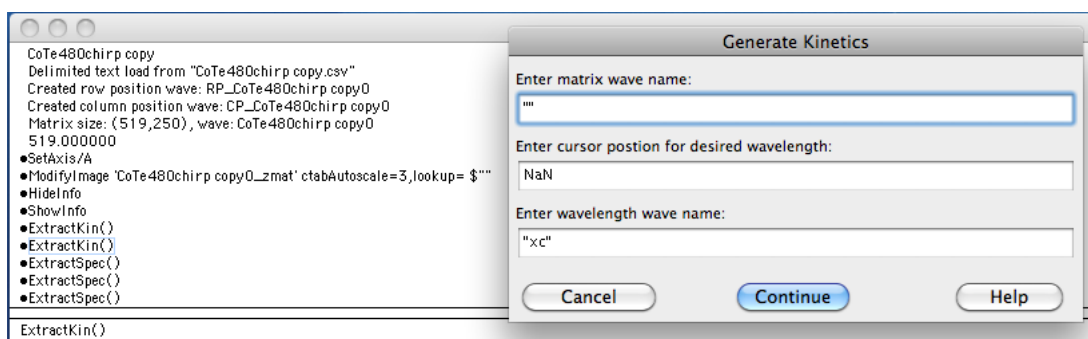 CoTe480chirp copy
Delimited text load from "CoTe480chirp copy.csv"
Created row position wave: RP_CoTe480chirp copy0
Created column position wave: CP_CoTe480chirp copy0
Matrix size: (519,250), wave: CoTe480chirp copy0
519.000000
•SetAxis/A
•ModifyImage 'CoTe480chirp copy0_zmat' ctabAutoscale=3,lookup= $""
•HideInfo
•ShowInfo
•ExtractKin()
•ExtractKin()
•ExtractSpec()
•ExtractSpec()
•ExtractSpec()
ExtractKin()
Generate Kinetics
Enter matrix wave name:
""
Enter cursor postion for desired wavelength:
NaN
Enter wavelength wave name:
"xc"
Cancel
Continue
Help